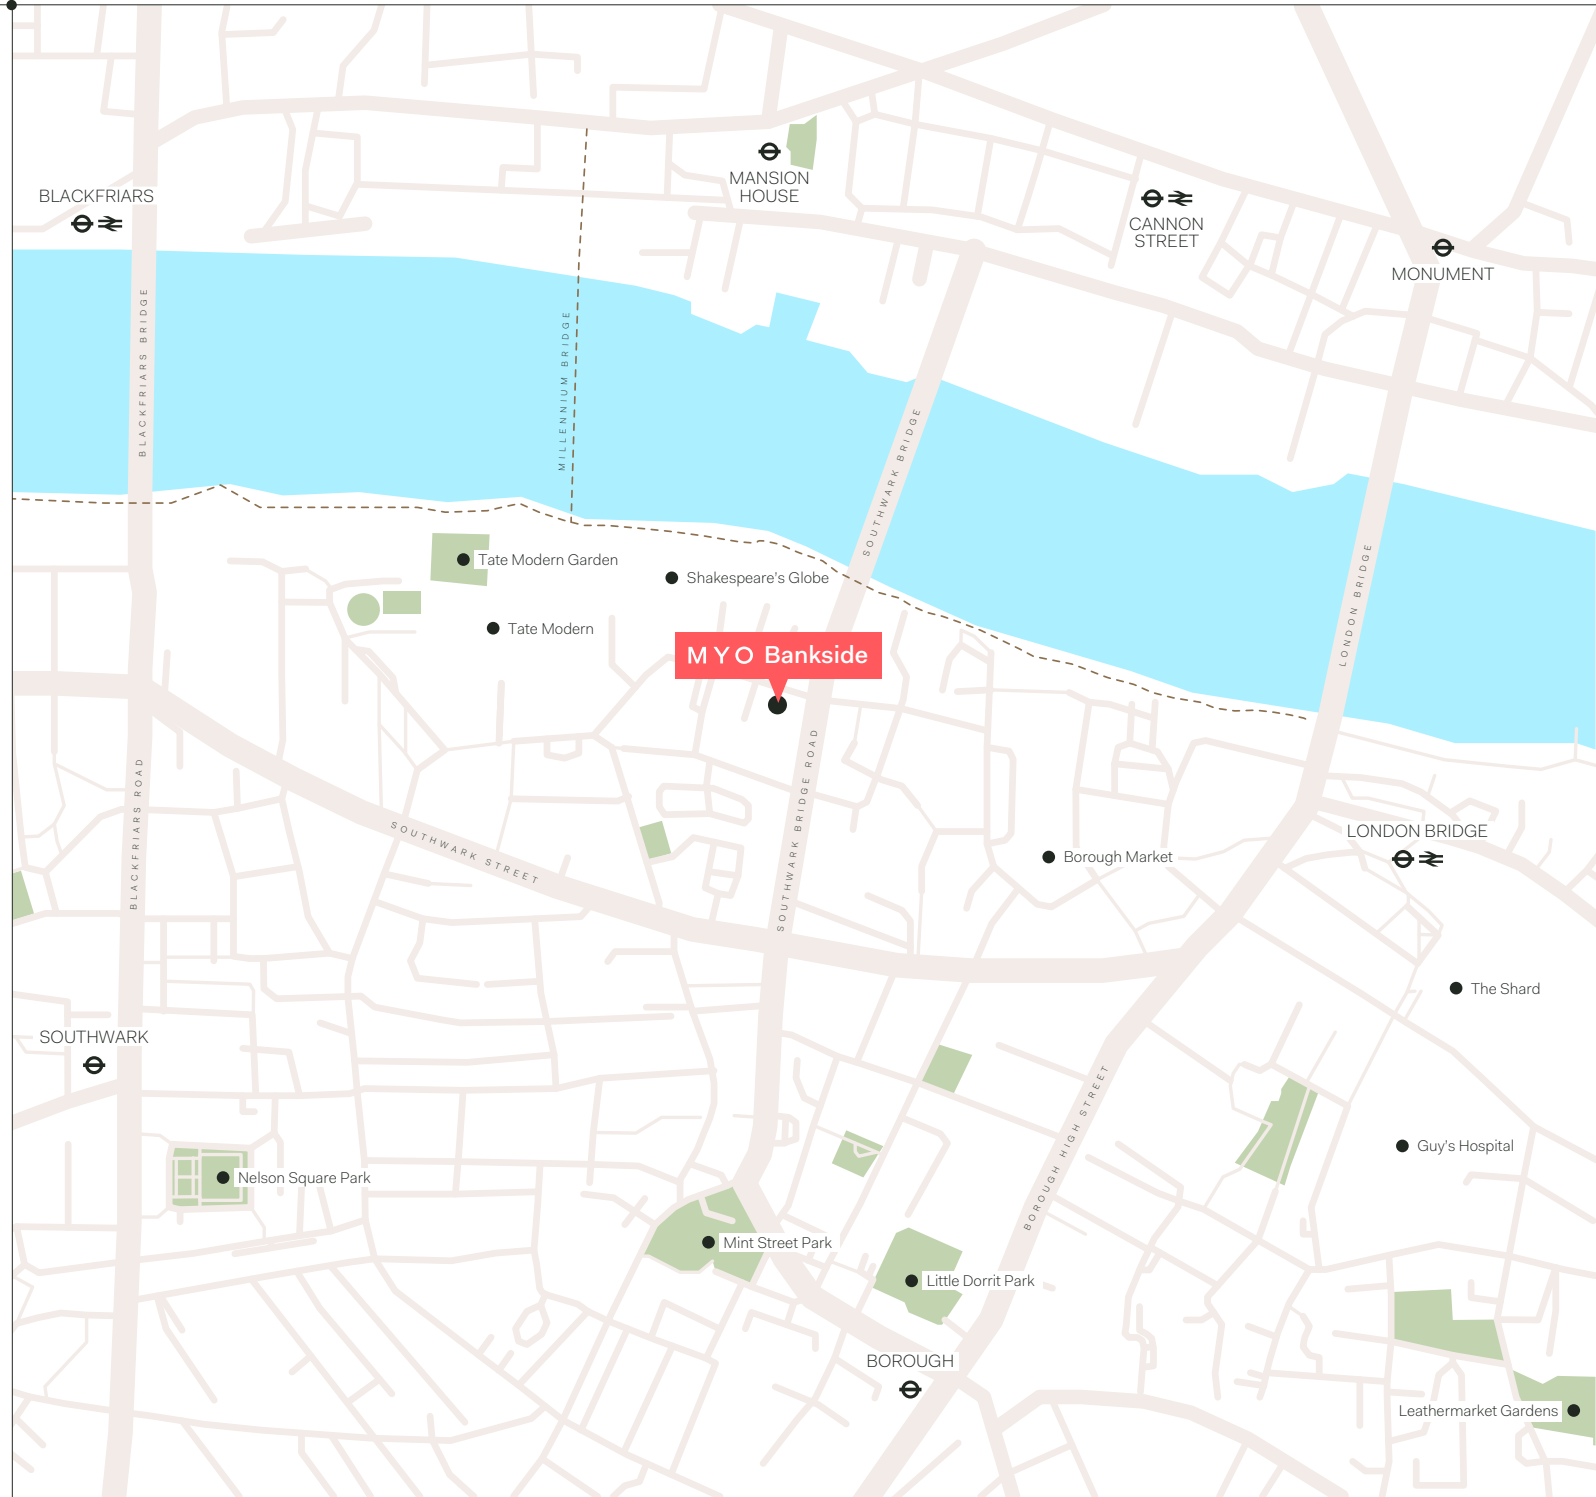 MANSION
HOUSE
BLACKFRIARS
CANNON
STREET
MONUMENT
BLACKFRIARS BRIDGE
MILLENNIUM BRIDGE
SOUTHWARK BRIDGE
LONDON BRIDGE
Tate Modern Garden
Shakespeare's Globe
Tate Modern
MYO Bankside
BLACKFRIARS ROAD
SOUTHWARK STREET
SOUTHWARK BRIDGE ROAD
LONDON BRIDGE
Borough Market
The Shard
SOUTHWARK
BOROUGH HIGH STREET
Guy's Hospital
Nelson Square Park
Mint Street Park
Little Dorrit Park
BOROUGH
Leathermarket Gardens